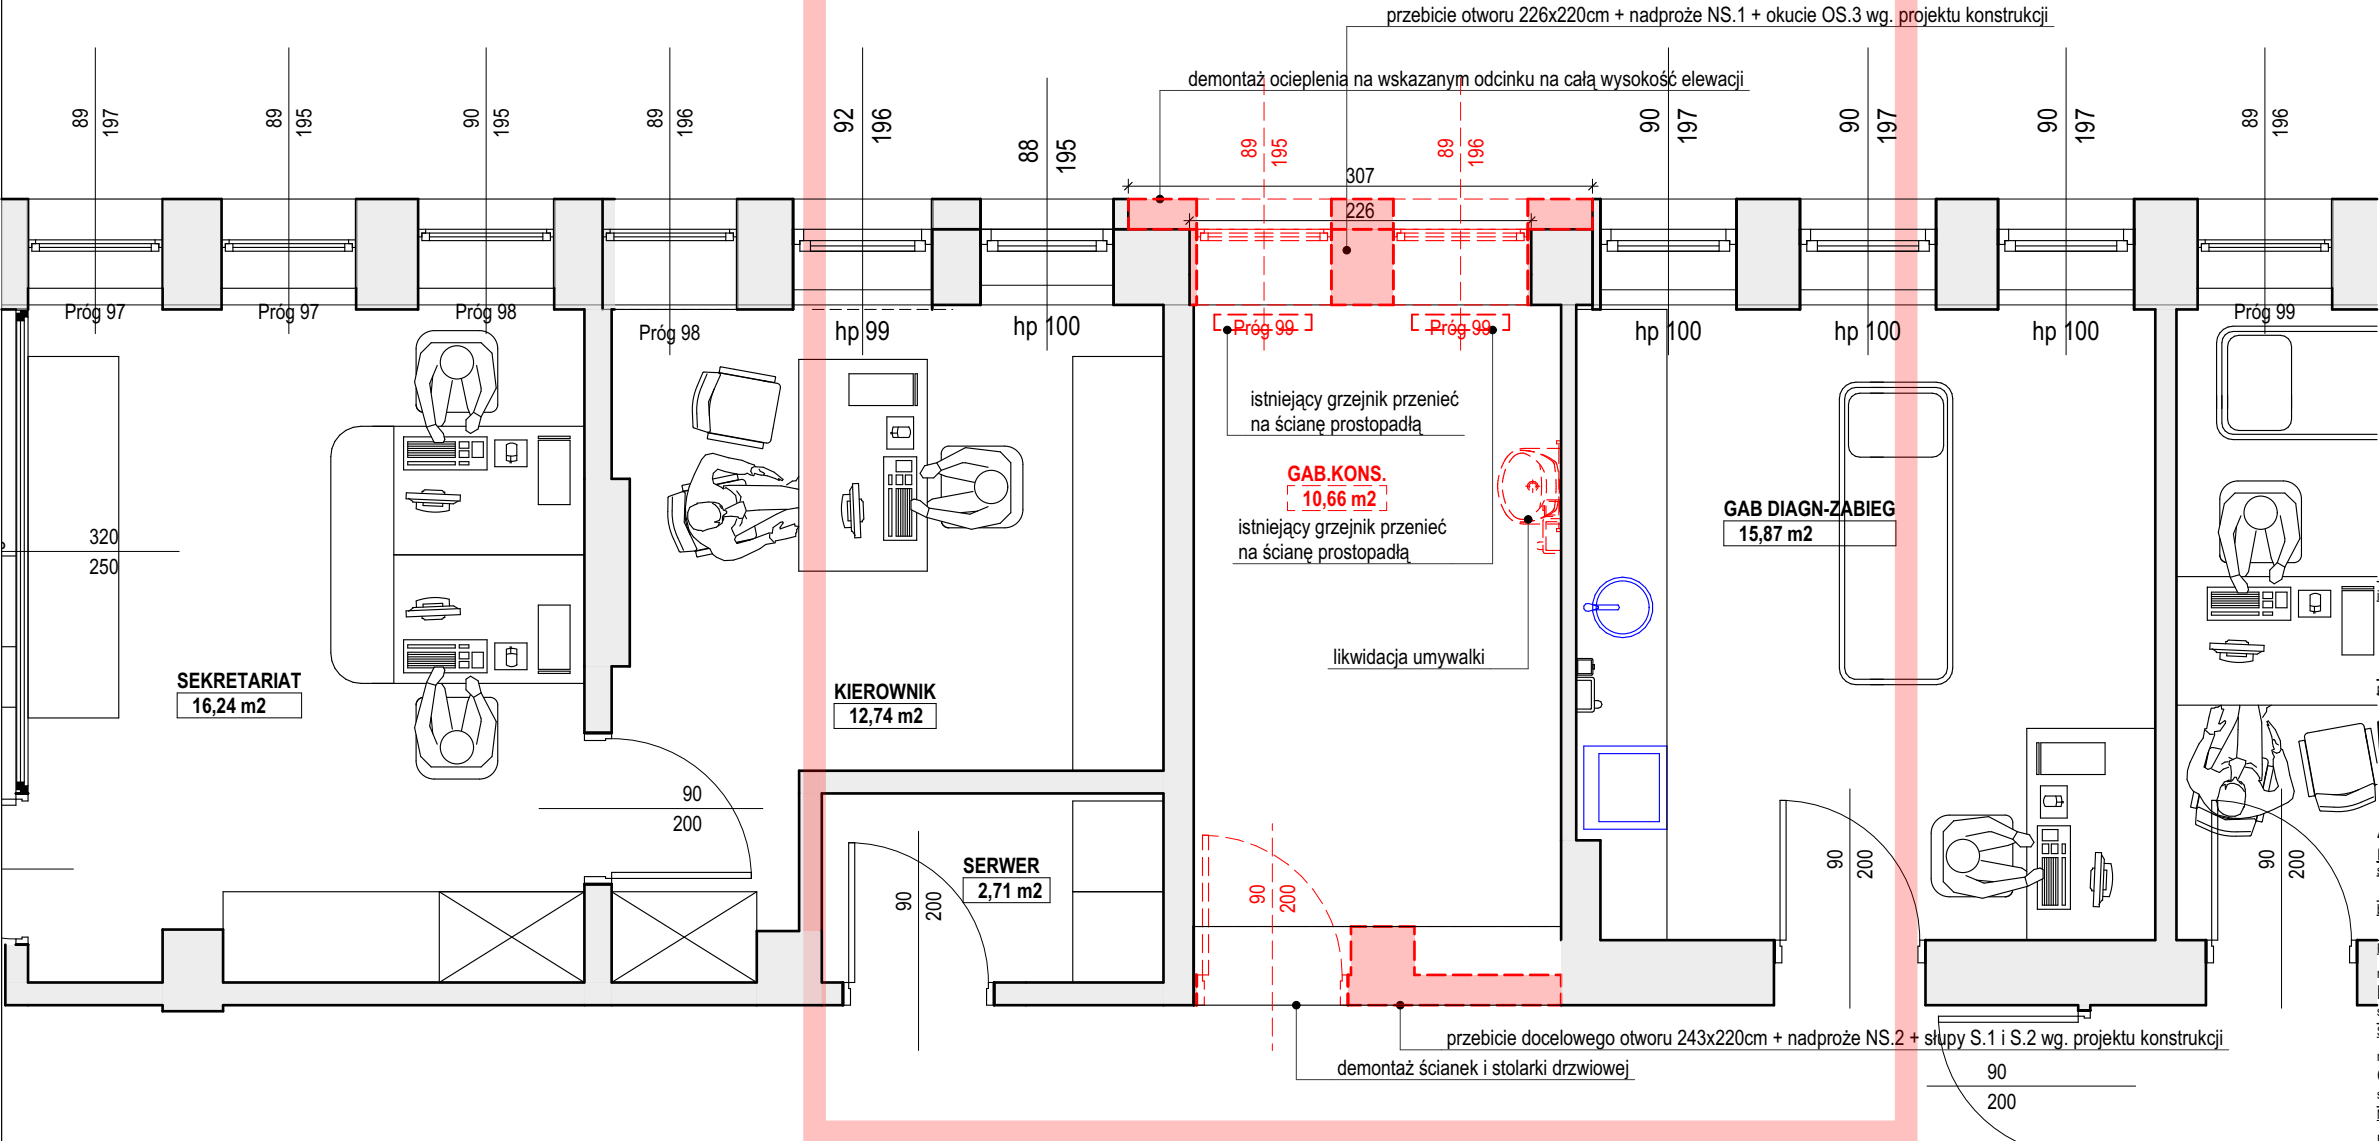 przebicie otworu 226x220cm + nadproże NS.1 + okucie OS.3 wg. projektu konstrukcji
demontaż ocieplenia na wskazanym odcinku na całą wysokość elewacji
89 197
89 195
90 195
89 196
92 196
88 195
89 195
89 196
90 197
90 197
90 197
89 196
307
226
Próg 97
Próg 97
Próg 98
Próg 98
hp 99
hp 100
Próg 99
Próg 99
hp 100
hp 100
hp 100
Próg 99
istniejący grzejnik przenieć
na ścianę prostopadłą
GAB.KONS.
10,66 m2
istniejący grzejnik przenieć
na ścianę prostopadłą
GAB DIAGN-ZABIEG
15,87 m2
320
250
likwidacja umywalki
SEKRETARIAT
16,24 m2
KIEROWNIK
12,74 m2
90
200
SERWER
2,71 m2
90 200
90 200
90 200
90 200
przebicie docelowego otworu 243x220cm + nadproże NS.2 + słupy S.1 i S.2 wg. projektu konstrukcji
demontaż ścianek i stolarki drzwiowej
90
200